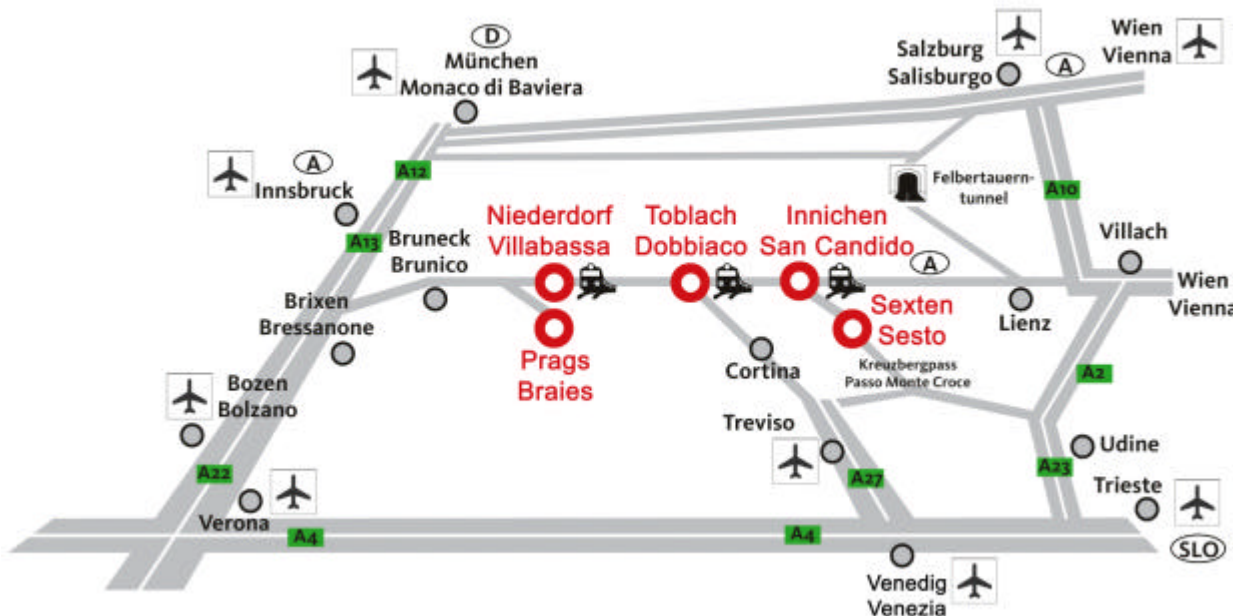 D
München
Monaco di Baviera
Salzburg
Salisburgo
A
Wien
Vienna
A
Innsbruck
A12
A13
Felbertauern-
tunnel
A10
Niederdorf
Villabassa
Toblach
Dobbiaco
Innichen
San Candido
A
Bruneck
Brunico
Villach
Wien
Vienna
Brixen
Bressanone
Sexten
Sesto
Lienz
Prags
Braies
Cortina
Kreuzbergpass
Passo Monte Croce
A2
Bozen
Bolzano
Treviso
Udine
A22
A27
A23
Trieste
Verona
A4
A4
SLO
Venedig
Venezia